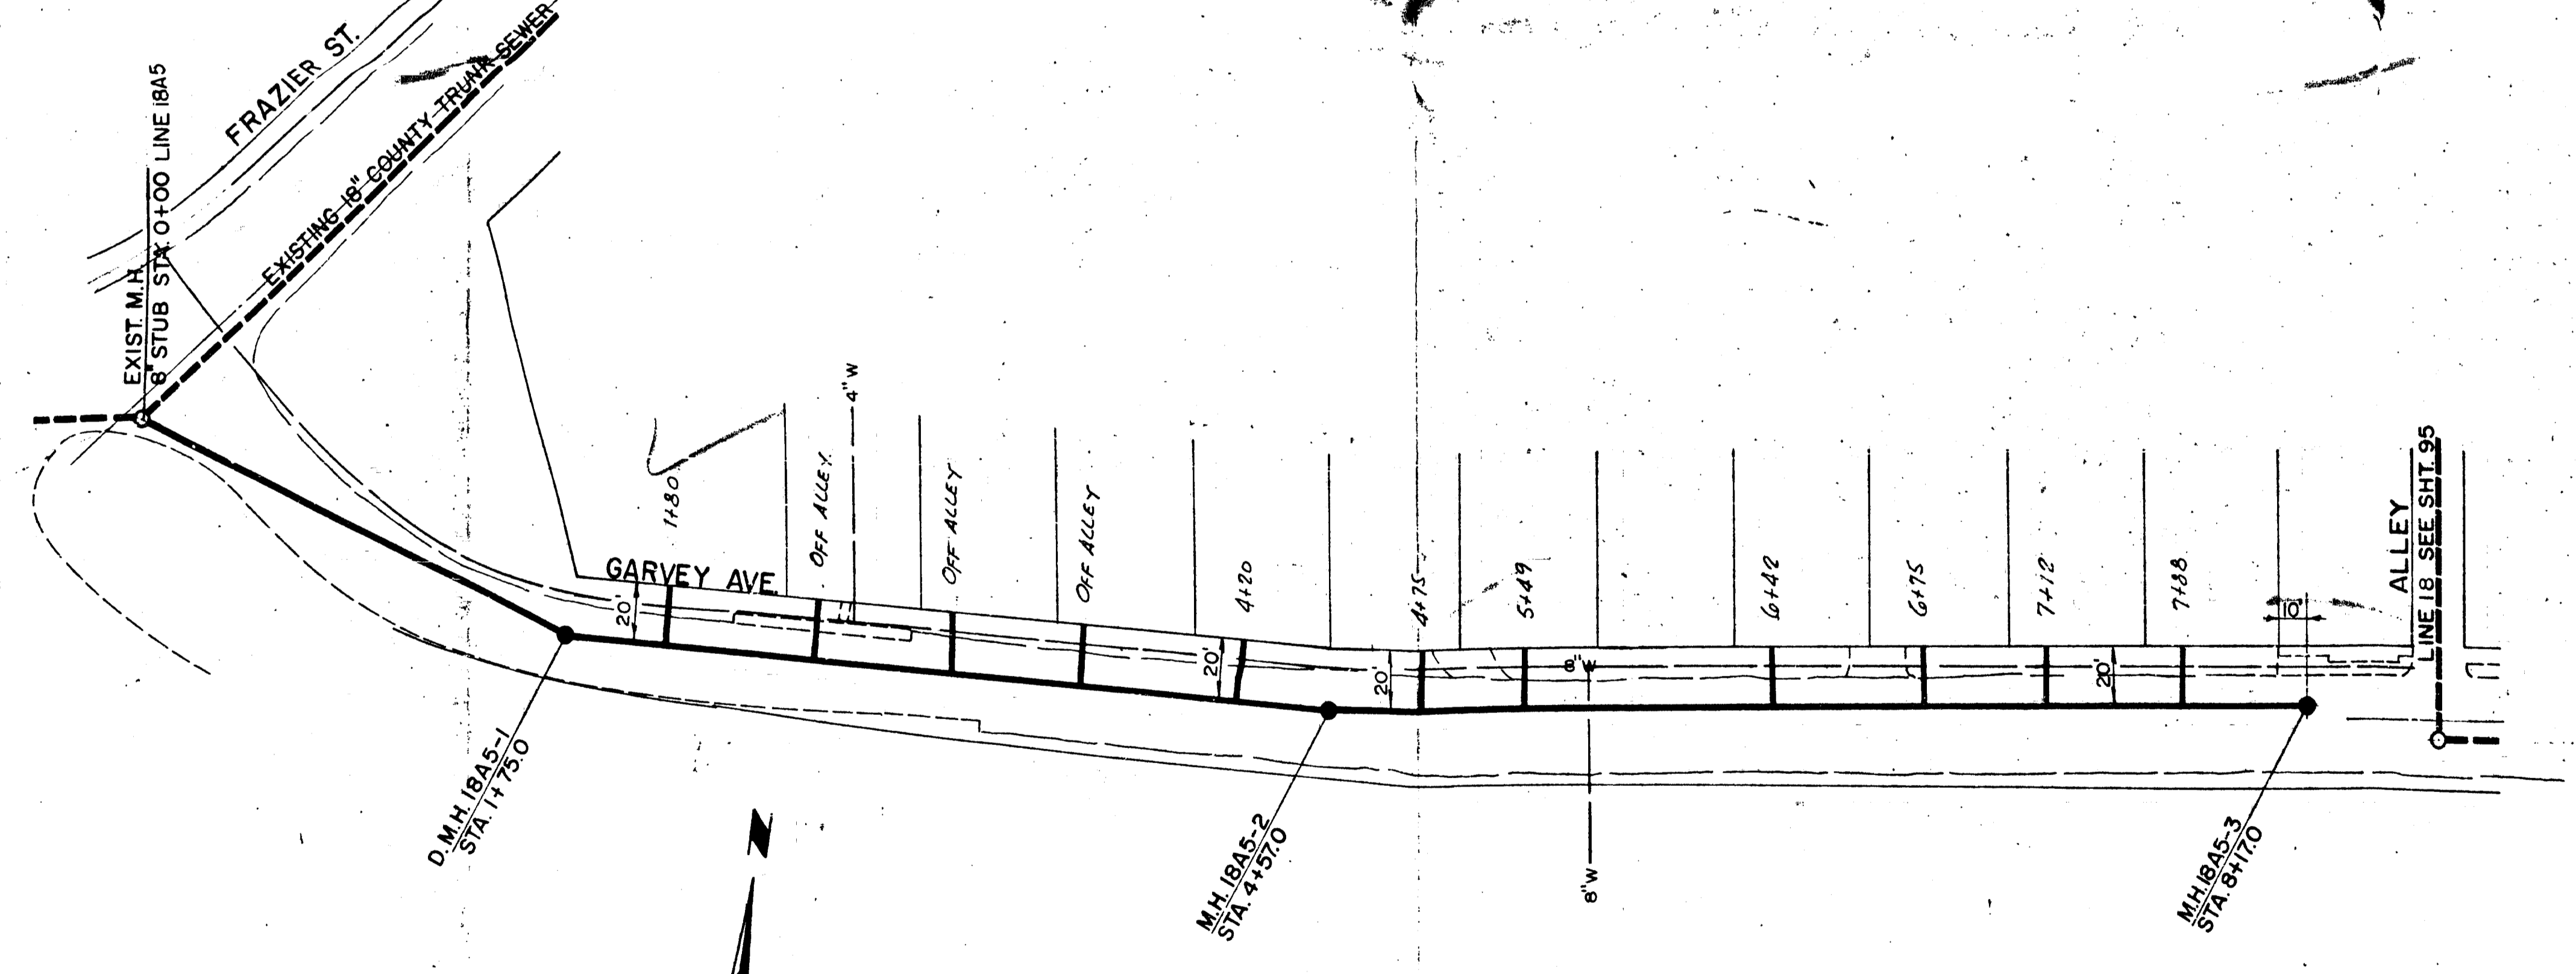 FRAZIER ST.
EXISTING 18" COUNTY TRUNK SEWER
EXIST. M.H.
8" STUB STA. 0+00 LINE 18A5
GARVEY AVE.
20'
1+80
OFF ALLEY
4" W
OFF ALLEY
OFF ALLEY
4+20
20'
4+75
20'
5+49
8"W
6+42
6+75
7+12
20'
7+88
10'
ALLEY
LINE 18 SEE SHT. 95
D.M.H. 18A5-1
STA. 1+75.0
M.H. 18A5-2
STA. 4+57.0
8"W
M.H. 18A5-3
STA. 8+17.0
N